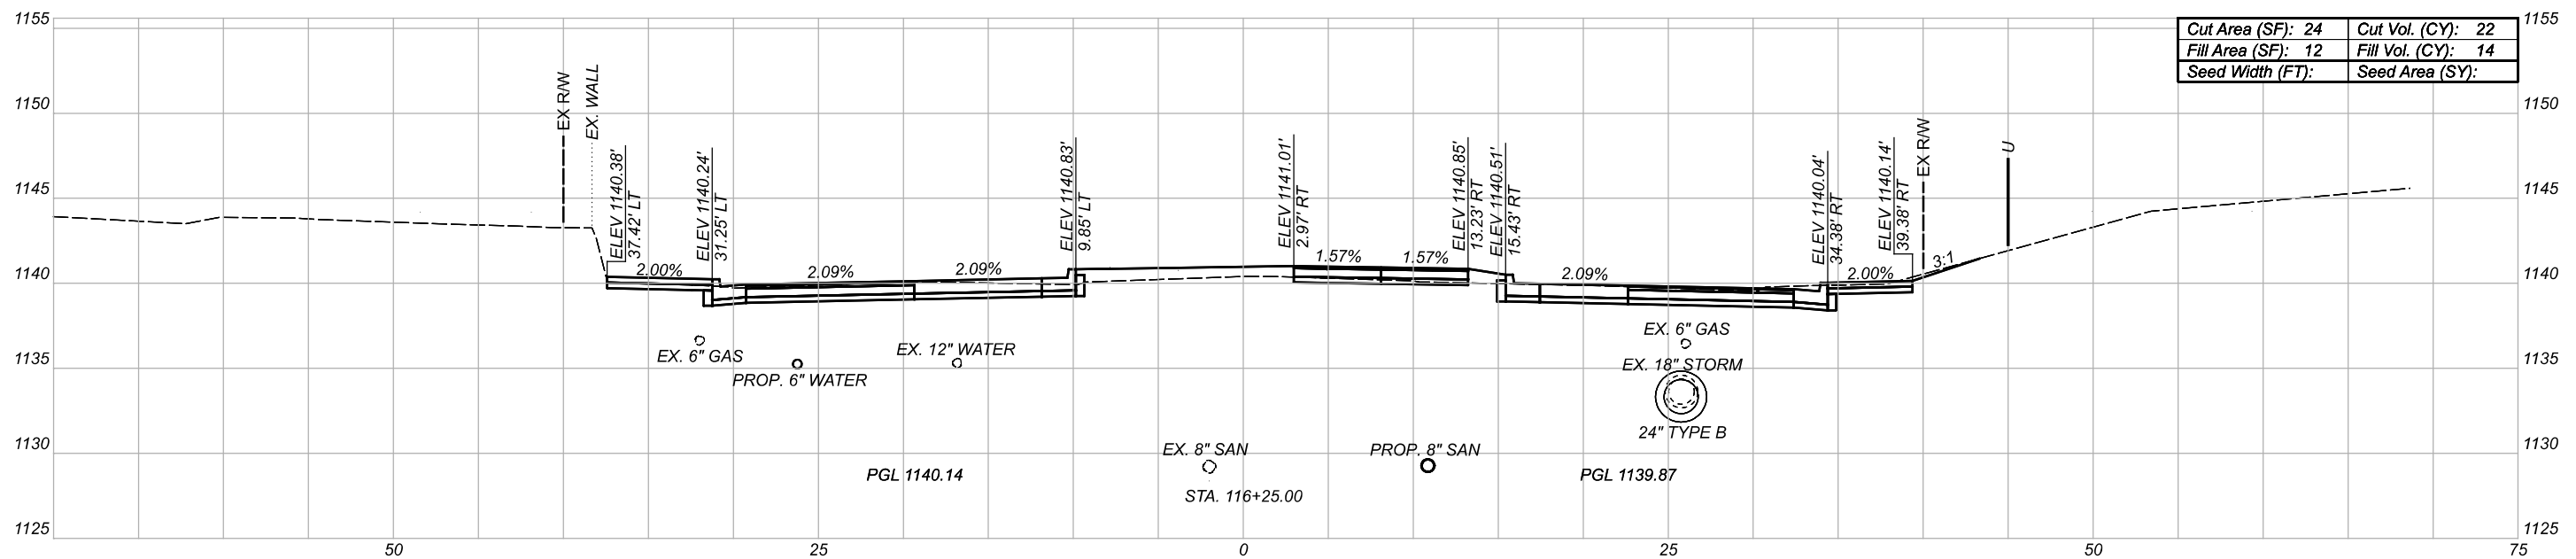 1155
1155
Cut Area (SF): 24 Cut Vol. (CY): 22
Fill Area (SF): 12 Fill Vol. (CY): 14
Seed Width (FT): Seed Area (SY):
1150
1150
EX R/W
EX. WALL
ELEV 1140.38'
37.42' LT
ELEV 1140.24'
31.25' LT
ELEV 1140.83'
9.85' LT
ELEV 1141.01'
2.97' RT
ELEV 1140.85'
13.23' RT
ELEV 1140.51'
15.43' RT
ELEV 1140.04'
34.38' RT
ELEV 1140.14'
39.38' RT
EX R/W
U
1145
1145
1140
2.00%
2.09%
2.09%
1.57%
1.57%
2.09%
2.00%
3:1
1140
1135
EX. 6" GAS
PROP. 6" WATER
EX. 12" WATER
EX. 6" GAS
EX. 18" STORM
24" TYPE B
1135
1130
EX. 8" SAN
PROP. 8" SAN
1130
PGL 1140.14
STA. 116+25.00
PGL 1139.87
1125
1125
50
25
0
25
50
75